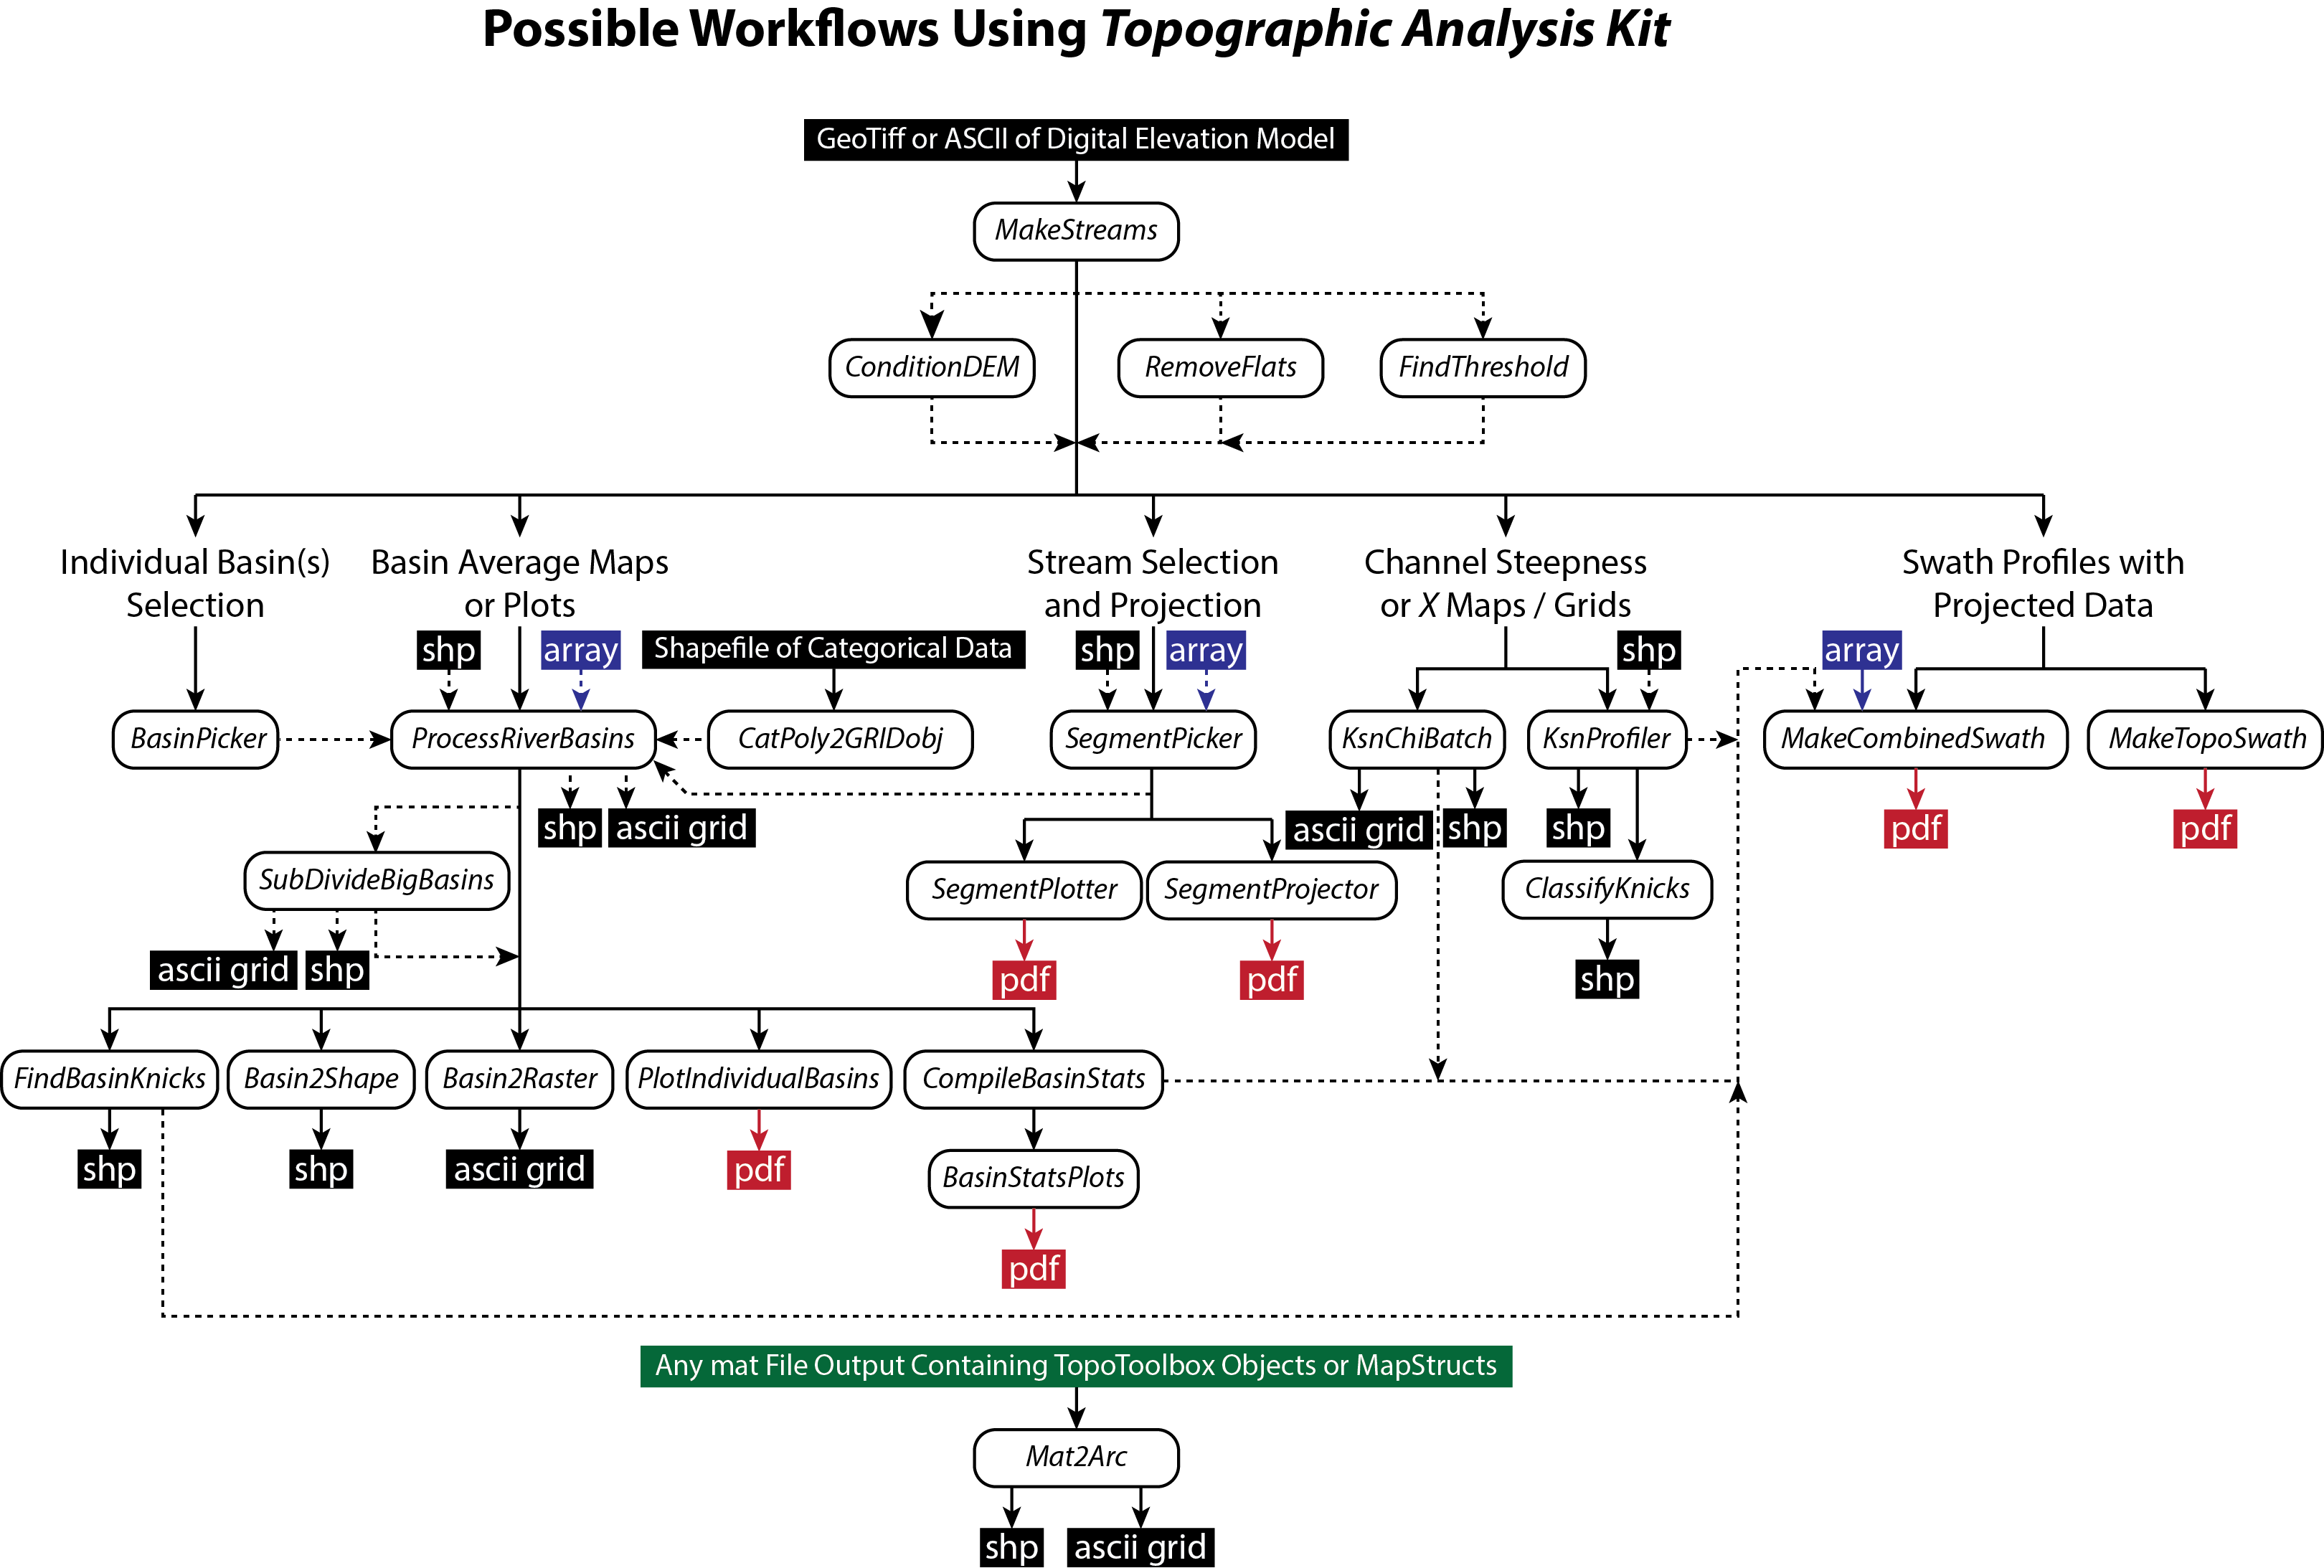 Possible Workflows Using Topographic Analysis Kit
GeoTiff or ASCII of Digital Elevation Model
MakeStreams
ConditionDEM
RemoveFlats
FindThreshold
Individual Basin(s)
Selection
Basin Average Maps
or Plots
Stream Selection
and Projection
Channel Steepness
or X Maps / Grids
Swath Profiles with
Projected Data
shp
array
Shapefile of Categorical Data
shp
array
shp
array
BasinPicker
ProcessRiverBasins
CatPoly2GRIDobj
SegmentPicker
KsnChiBatch
KsnProfiler
MakeCombinedSwath
MakeTopoSwath
shp
ascii grid
ascii grid
shp
shp
pdf
pdf
SubDivideBigBasins
SegmentPlotter
SegmentProjector
ClassifyKnicks
ascii grid
shp
pdf
pdf
shp
FindBasinKnicks
Basin2Shape
Basin2Raster
PlotIndividualBasins
CompileBasinStats
shp
shp
ascii grid
pdf
BasinStatsPlots
pdf
Any mat File Output Containing TopoToolbox Objects or MapStructs
Mat2Arc
shp
ascii grid